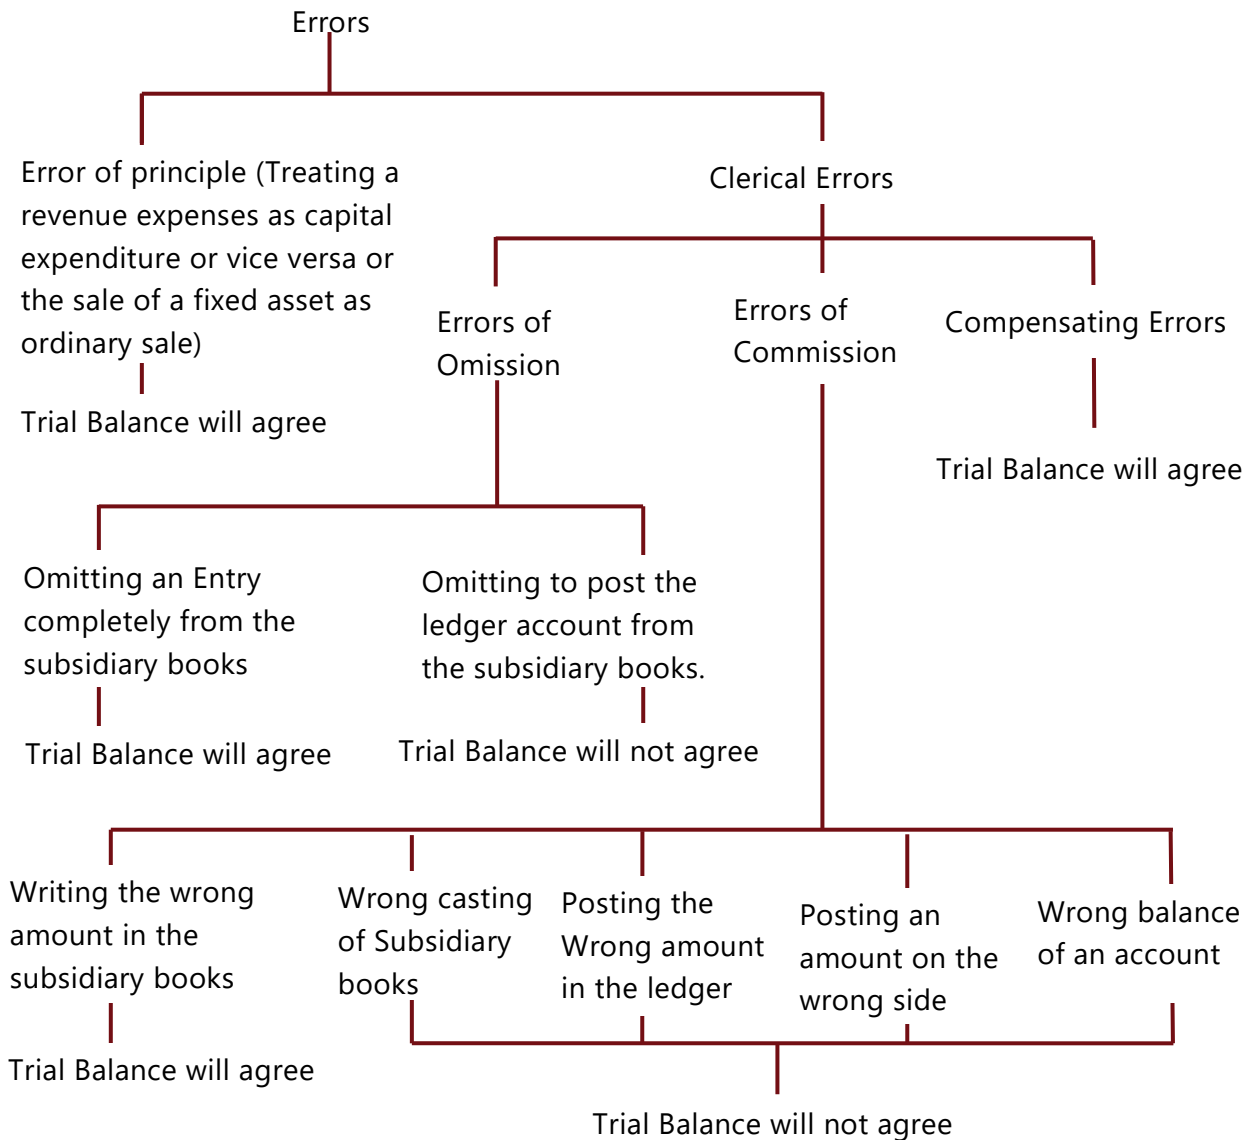 Errors
Error of principle (Treating a
revenue expenses as capital
expenditure or vice versa or
the sale of a fixed asset as
ordinary sale)
Trial Balance will agree
Clerical Errors
Errors of
Omission
Errors of
Commission
Compensating Errors
Trial Balance will agree
Omitting an Entry
completely from the
subsidiary books
Trial Balance will agree
Omitting to post the
ledger account from
the subsidiary books.
Trial Balance will not agree
Writing the wrong
amount in the
subsidiary books
Trial Balance will agree
Wrong casting
of Subsidiary
books
Posting the
Wrong amount
in the ledger
Posting an
amount on the
wrong side
Wrong balance
of an account
Trial Balance will not agree